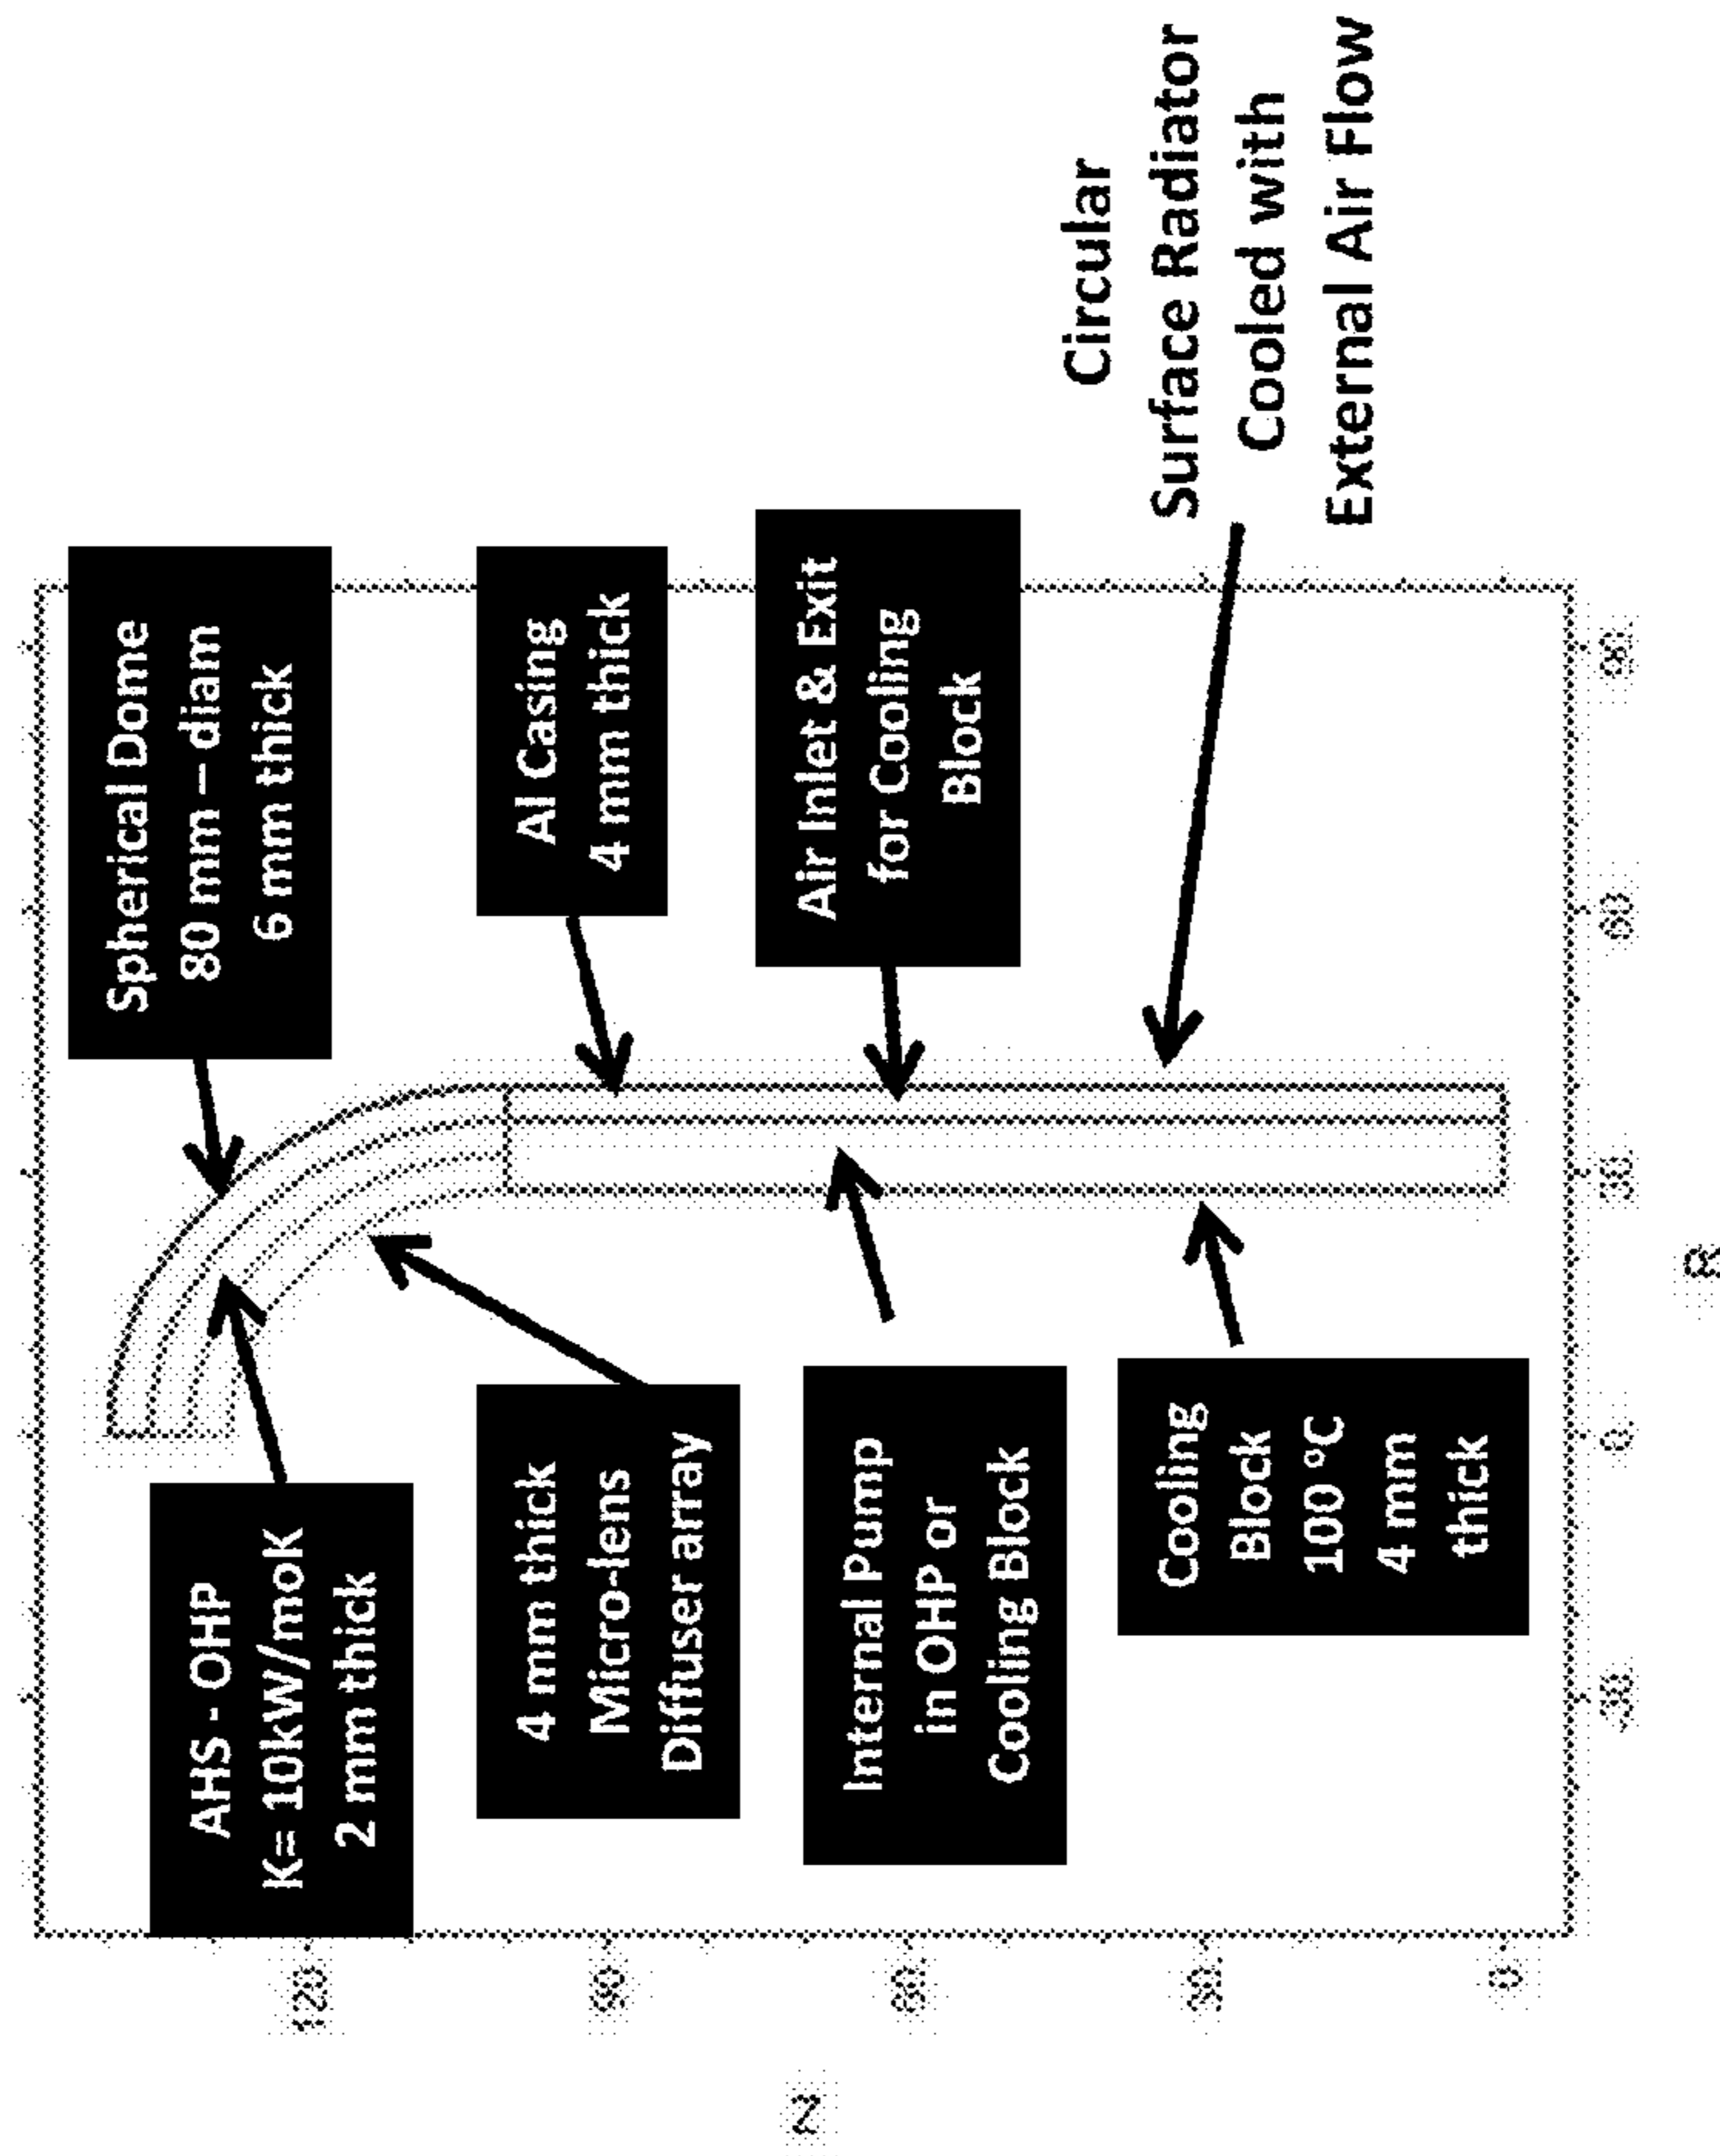 Spherical Dome
80 mm – diam
6 mm thick
Al Casing
4 mm thick
Air Inlet & Exit
for Cooling
Block
Circular
Surface Radiator
Cooled with
External Air Flow
AHS - OHP
K= 10kW/moK
2 mm thick
4 mm thick
Micro-lens
Diffuser array
Internal Pump
in OHP or
Cooling Block
Cooling
Block
100 ºC
4 mm
thick
120
90
60
30
0
Z
-30
0
30
60
90
R